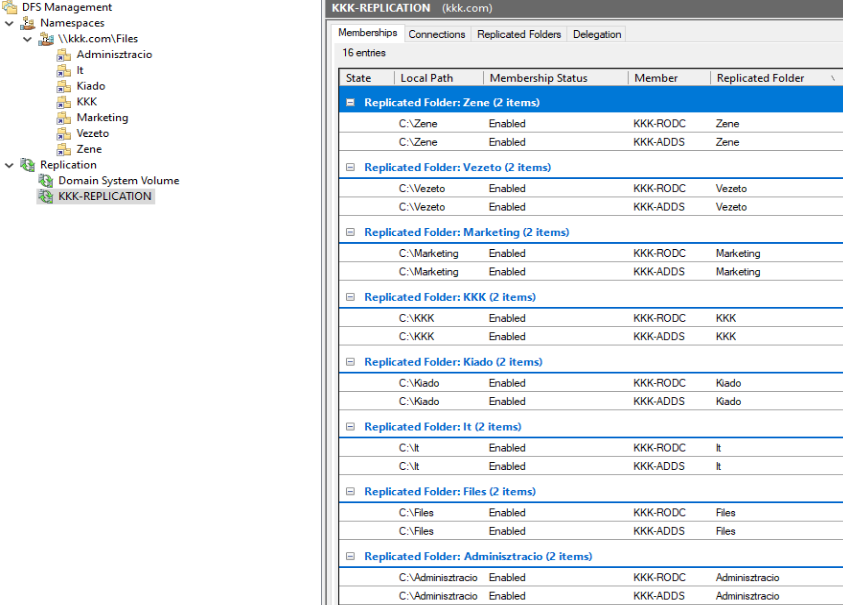 DFS Management
Namespaces
\\kkk.com\Files
Adminisztracio
It
Kiado
KKK
Marketing
Vezeto
Zene
Replication
Domain System Volume
KKK-REPLICATION
KKK-REPLICATION (kkk.com)
Memberships Connections Replicated Folders Delegation
16 entries
State Local Path Membership Status Member Replicated Folder
Replicated Folder: Zene (2 items)
C:\Zene Enabled KKK-RODC Zene
C:\Zene Enabled KKK-ADDS Zene
Replicated Folder: Vezeto (2 items)
C:\Vezeto Enabled KKK-RODC Vezeto
C:\Vezeto Enabled KKK-ADDS Vezeto
Replicated Folder: Marketing (2 items)
C:\Marketing Enabled KKK-RODC Marketing
C:\Marketing Enabled KKK-ADDS Marketing
Replicated Folder: KKK (2 items)
C:\KKK Enabled KKK-RODC KKK
C:\KKK Enabled KKK-ADDS KKK
Replicated Folder: Kiado (2 items)
C:\Kiado Enabled KKK-RODC Kiado
C:\Kiado Enabled KKK-ADDS Kiado
Replicated Folder: It (2 items)
C:\It Enabled KKK-RODC It
C:\It Enabled KKK-ADDS It
Replicated Folder: Files (2 items)
C:\Files Enabled KKK-RODC Files
C:\Files Enabled KKK-ADDS Files
Replicated Folder: Adminisztracio (2 items)
C:\Adminisztracio Enabled KKK-RODC Adminisztracio
C:\Adminisztracio Enabled KKK-ADDS Adminisztracio